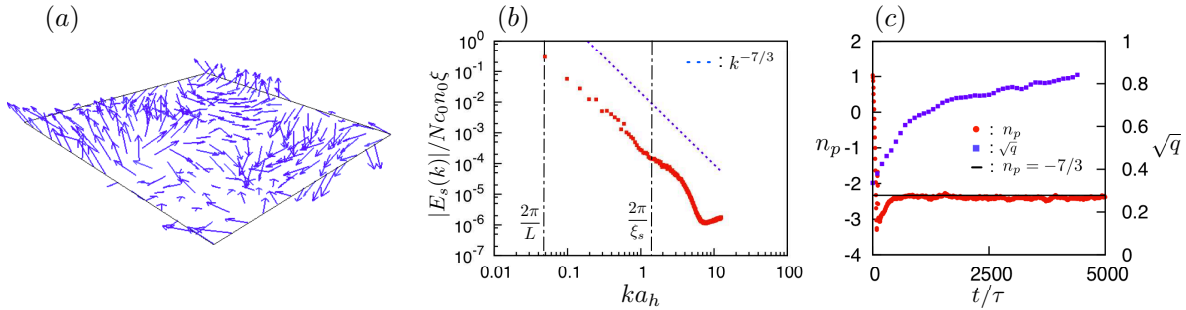 (a)
(b)
|E_s(k)|/Nc_0n_0ξ
10^0
10^-1
10^-2
10^-3
10^-4
10^-5
10^-6
10^-7
: k^{-7/3}
2π/L
2π/ξ_s
0.01 0.1 1 10 100
ka_h
(c)
n_p
2
1
0
-1
-2
-3
-4
: n_p
: √q
: n_p = −7/3
1
0.8
0.6
0.4
0.2
0
√q
0 2500 5000
t/τ